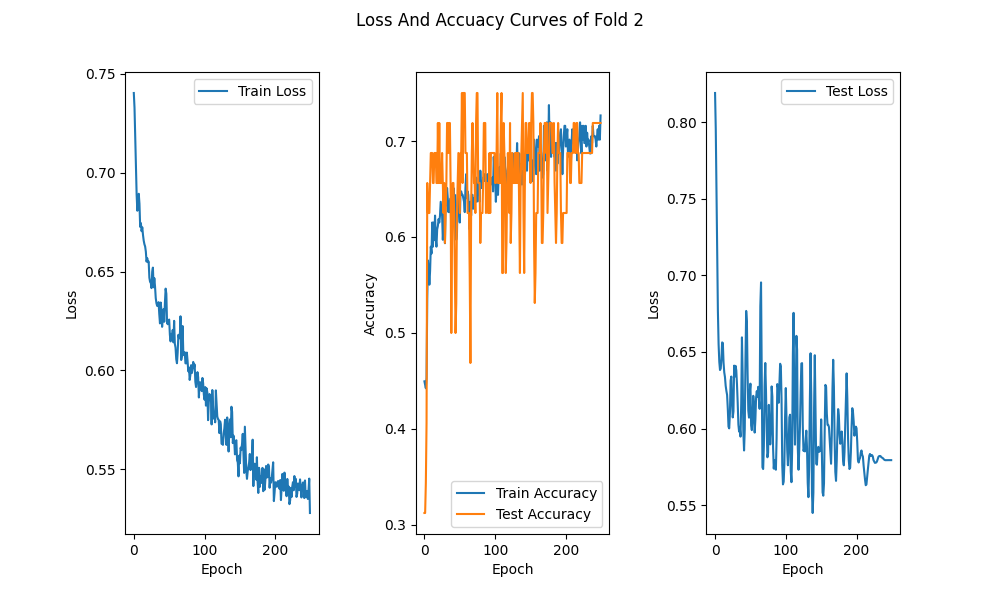 Loss And Accuacy Curves of Fold 2
Train Loss
0.75
0.70
0.65
0.60
0.55
Loss
0 100 200
Epoch
0.7
0.6
0.5
0.4
0.3
Accuracy
Train Accuracy
Test Accuracy
0 100 200
Epoch
Test Loss
0.80
0.75
0.70
0.65
0.60
0.55
Loss
0 100 200
Epoch